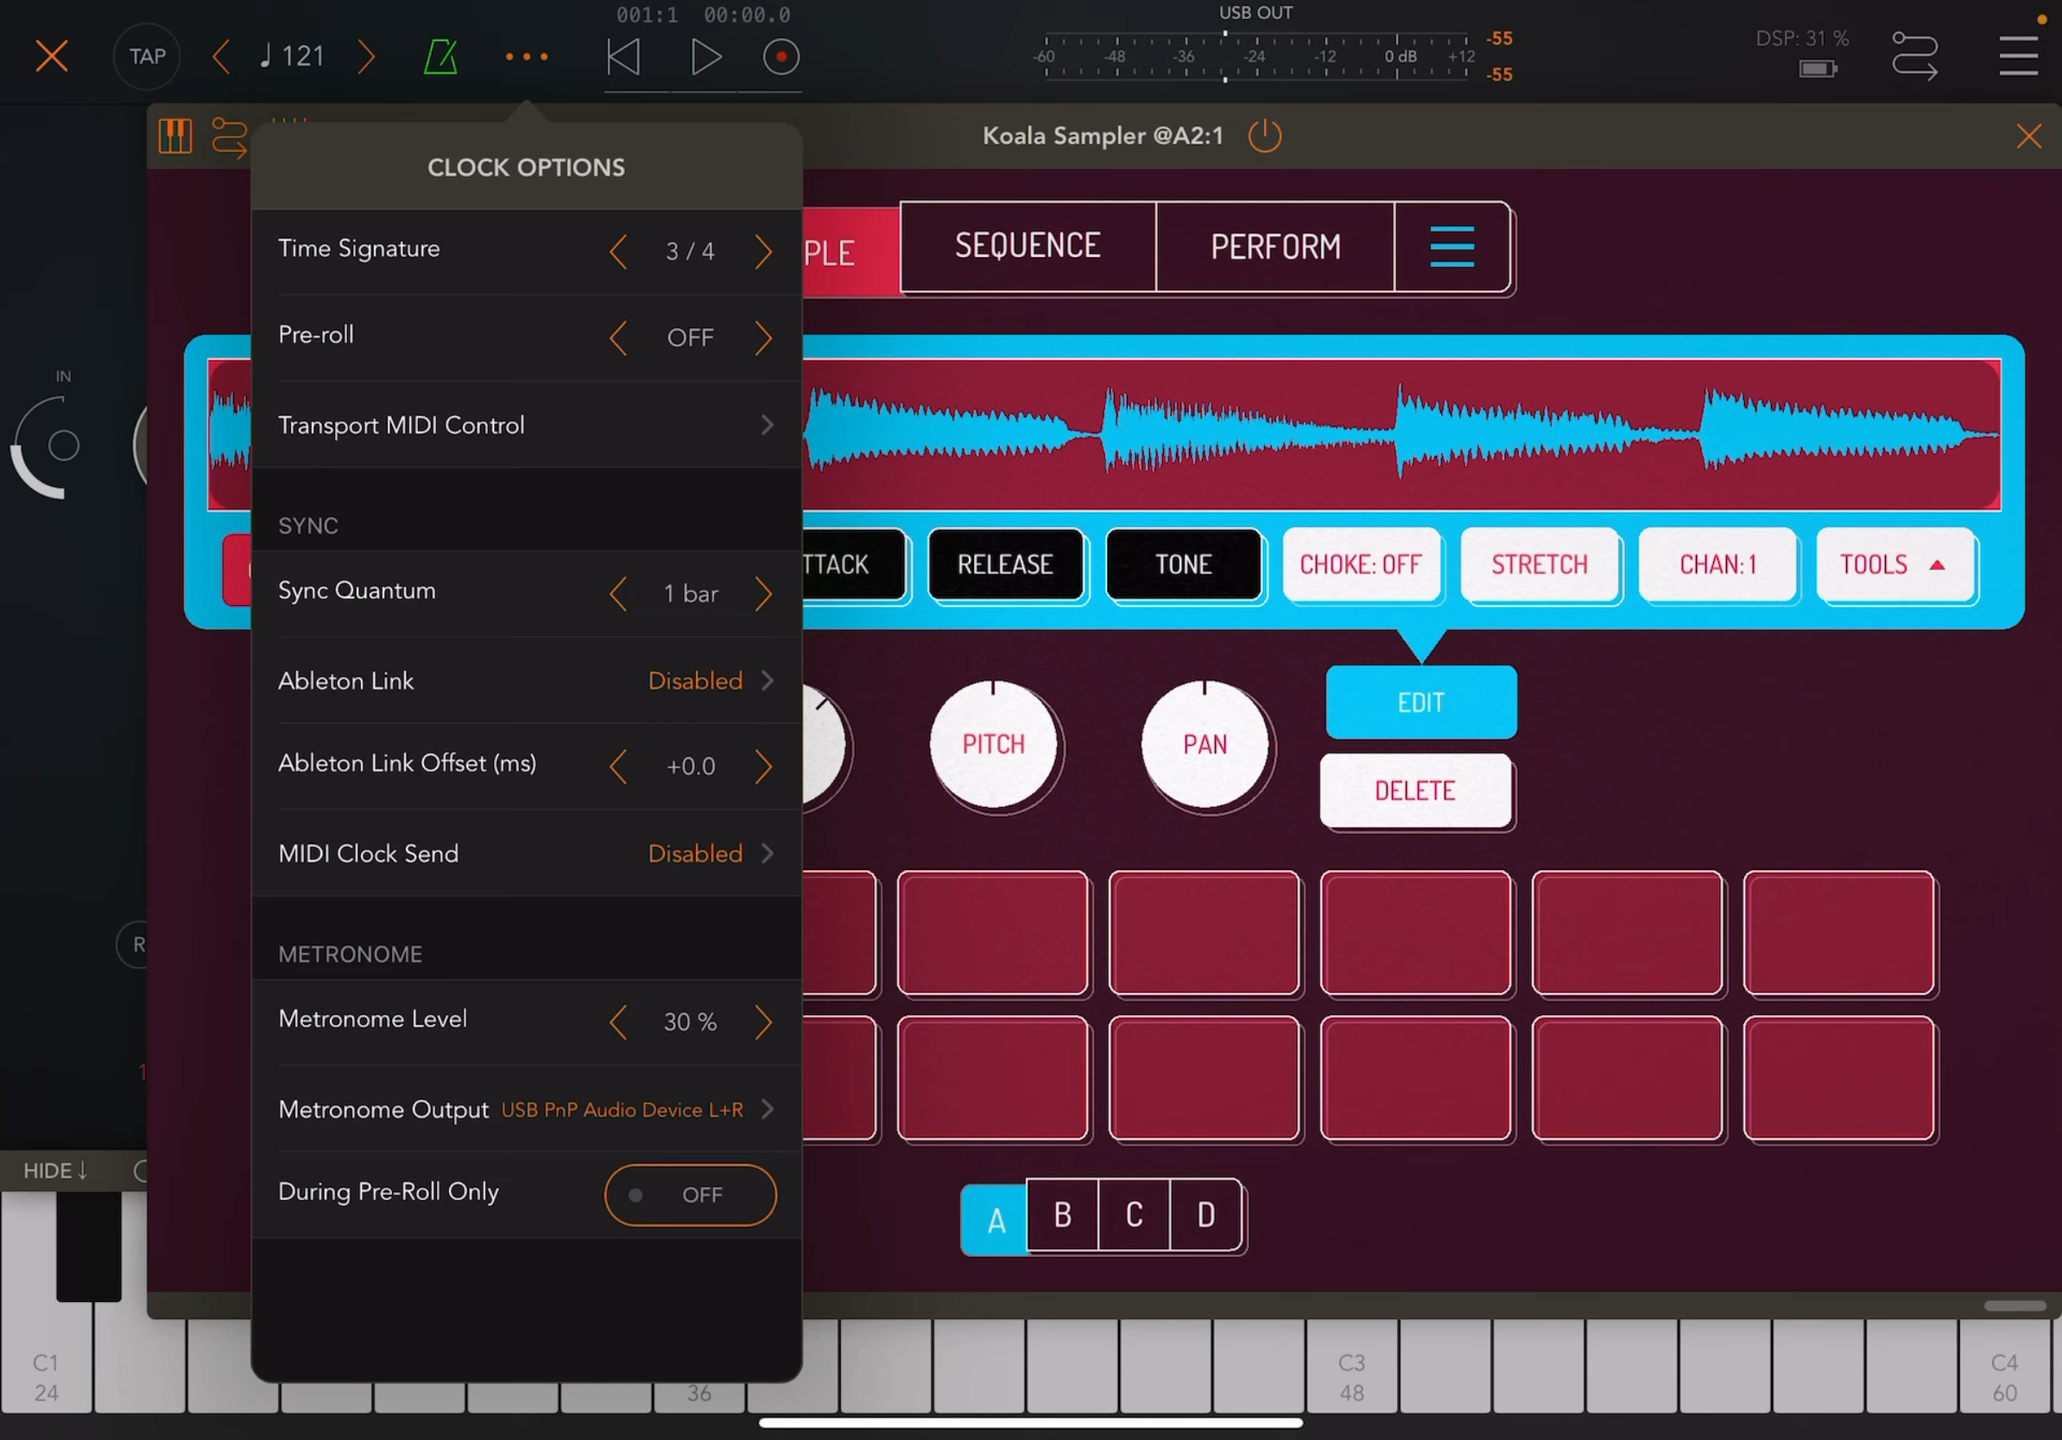 001:1 00:00.0
USB OUT
TAP
♩ 121
-60 -48 -36 -24 -12 0 dB +12
-55
-55
DSP: 31 %
Koala Sampler @A2:1
CLOCK OPTIONS
Time Signature 3 / 4
Pre-roll OFF
Transport MIDI Control
SYNC
Sync Quantum 1 bar
Ableton Link Disabled
Ableton Link Offset (ms) +0.0
MIDI Clock Send Disabled
METRONOME
Metronome Level 30 %
Metronome Output USB PnP Audio Device L+R
During Pre-Roll Only OFF
PLE SEQUENCE PERFORM
IN
TTACK RELEASE TONE CHOKE: OFF STRETCH CHAN:1 TOOLS
PITCH PAN
EDIT
DELETE
R
1
A B C D
HIDE↓
C1 C3 C4
24 36 48 60